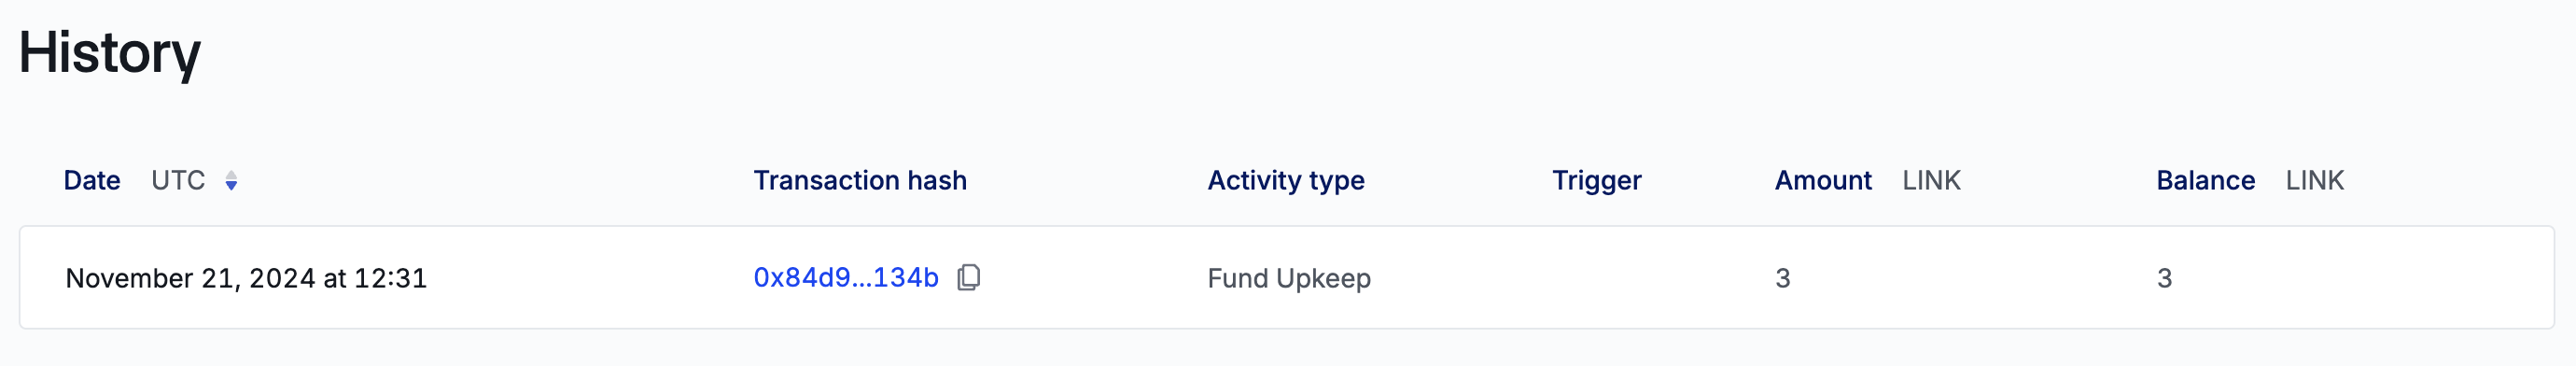 History
Date UTC Transaction hash Activity type Trigger Amount LINK Balance LINK
November 21, 2024 at 12:31 0x84d9...134b Fund Upkeep 3 3